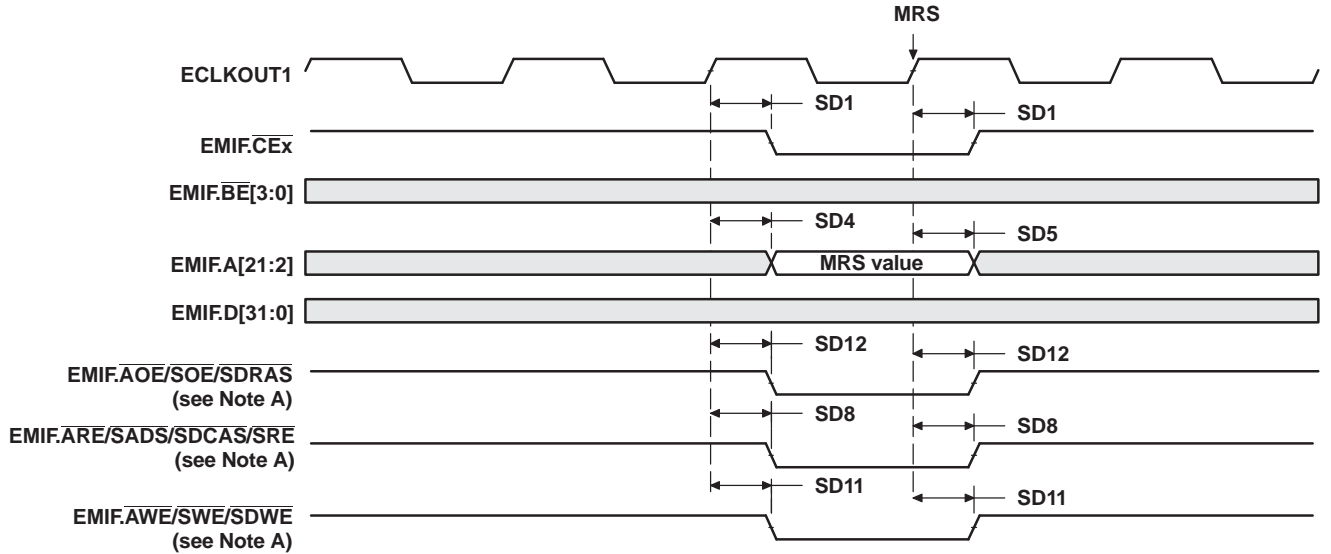 MRS
ECLKOUT1
SD1
SD1
EMIF.CEx
EMIF.BE[3:0]
SD4
SD5
EMIF.A[21:2]
MRS value
EMIF.D[31:0]
SD12
SD12
EMIF.AOE/SOE/SDRAS
(see Note A)
SD8
SD8
EMIF.ARE/SADS/SDCAS/SRE
(see Note A)
SD11
SD11
EMIF.AWE/SWE/SDWE
(see Note A)